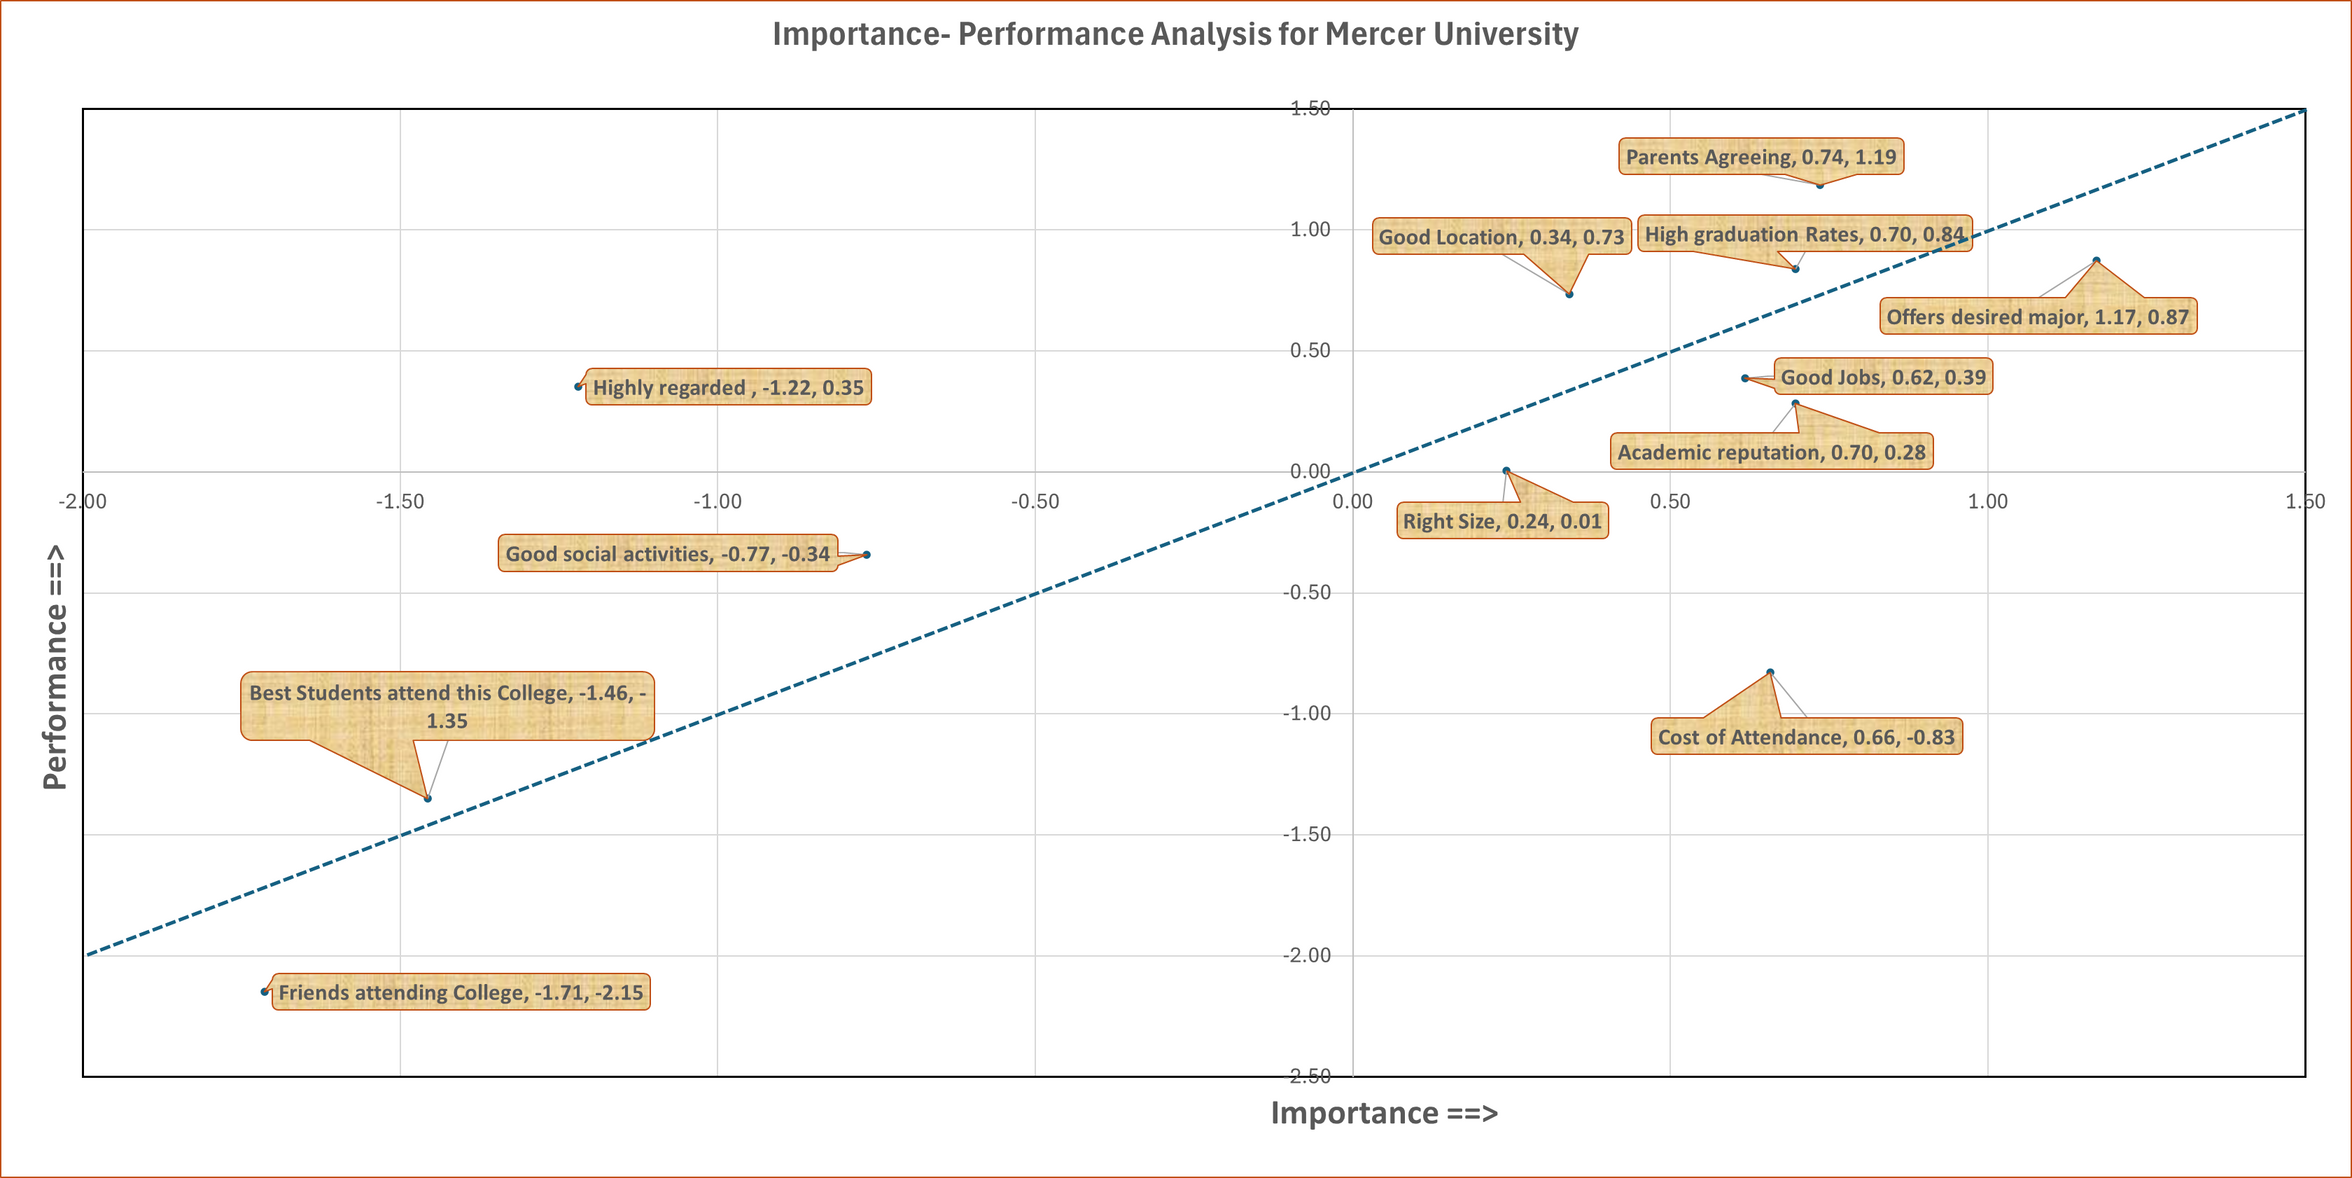 Importance- Performance Analysis for Mercer University
1.50
Parents Agreeing, 0.74, 1.19
1.00
Good Location, 0.34, 0.73
High graduation Rates, 0.70, 0.84
Offers desired major, 1.17, 0.87
0.50
Highly regarded , -1.22, 0.35
Good Jobs, 0.62, 0.39
Academic reputation, 0.70, 0.28
0.00
-2.00
-1.50
-1.00
-0.50
0.00
0.50
1.00
1.50
Right Size, 0.24, 0.01
Good social activities, -0.77, -0.34
-0.50
Performance ==>
Best Students attend this College, -1.46, -
1.35
-1.00
Cost of Attendance, 0.66, -0.83
-1.50
-2.00
Friends attending College, -1.71, -2.15
-2.50
Importance ==>